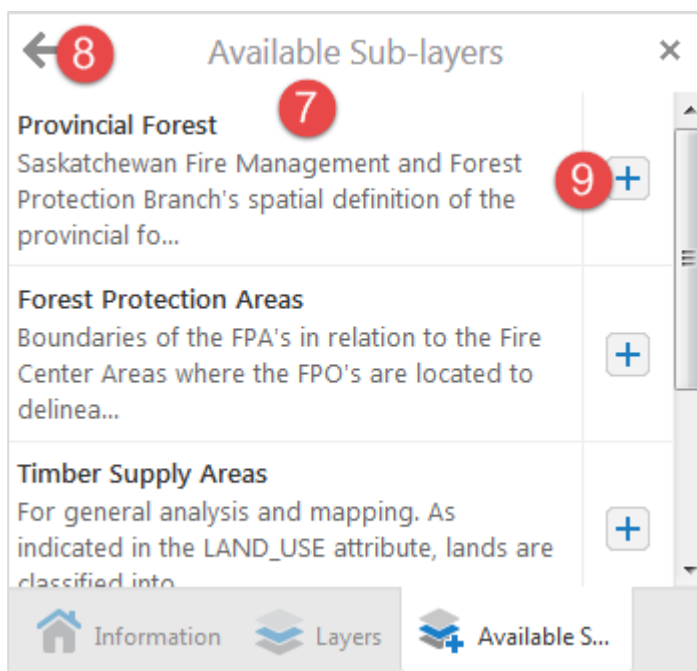 8
Available Sub-layers
×
7
Provincial Forest
Saskatchewan Fire Management and Forest
Protection Branch's spatial definition of the
provincial fo...
9
+
Forest Protection Areas
Boundaries of the FPA's in relation to the Fire
Center Areas where the FPO's are located to
delinea...
+
Timber Supply Areas
For general analysis and mapping. As
indicated in the LAND_USE attribute, lands are
classified into
+
Information
Layers
Available S...